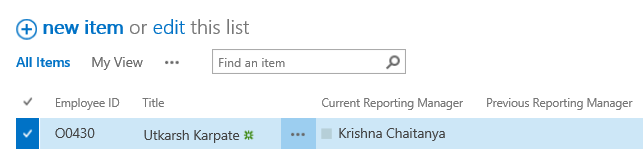 new item or edit this list
All Items My View ••• Find an item
Employee ID Title Current Reporting Manager Previous Reporting Manager
O0430 Utkarsh Karpate ••• Krishna Chaitanya